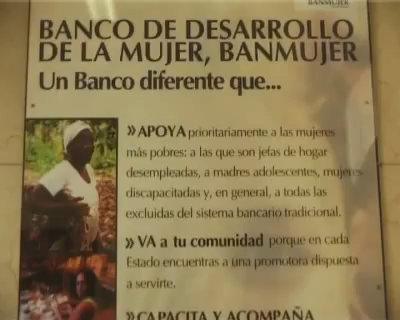 BANMUJER
BANCO DE DESARROLLO
DE LA MUJER, BANMUJER
Un Banco diferente que...
» APOYA prioritariamente a las mujeres
más pobres: a las que son jefas de hogar
desempleadas, a madres adolescentes, mujeres
discapacitadas y, en general, a todas las
excluidas del sistema bancario tradicional.
» VA a tu comunidad porque en cada
Estado encuentras a una promotora dispuesta
a servirte.
» CAPACITA Y ACOMPAÑA